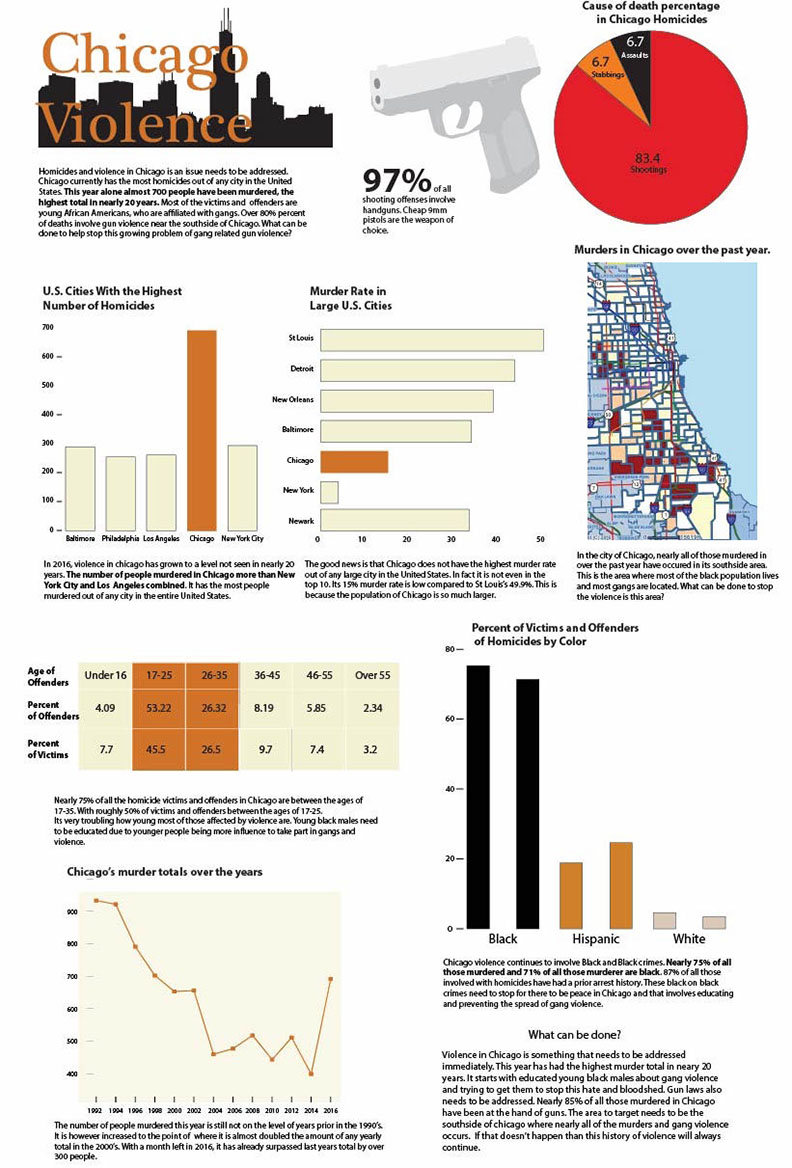 Chicago
Violence
Homicides and violence in Chicago is an issue needs to be addressed.
Chicago currently has the most homicides out of any city in the United
States. This year alone almost 700 people have been murdered, the
highest total in nearly 20 years. Most of the victims and offenders are
young African Americans, who are affiliated with gangs. Over 80% percent
of deaths involve gun violence near the southside of Chicago. What can be
done to help stop this growing problem of gang related gun violence?
97% of all
shooting offenses involve
handguns. Cheap 9mm
pistols are the weapon of
choice.
Cause of death percentage
in Chicago Homicides
6.7
Assaults
6.7
Stabbings
83.4
Shootings
U.S. Cities With the Highest
Number of Homicides
700
600
500
400
300
200
100
0
Baltimore Philadelphia Los Angeles Chicago New York City
In 2016, violence in chicago has grown to a level not seen in nearly 20
years. The number of people murdered in Chicago more than New
York City and Los Angeles combined. It has the most people
murdered out of any city in the entire United States.
Murder Rate in
Large U.S. Cities
St Louis
Detroit
New Orleans
Baltimore
Chicago
New York
Newark
0 10 20 30 40 50
The good news is that Chicago does not have the highest murder rate
out of any large city in the United States. In fact it is not even in the
top 10. Its 15% murder rate is low compared to St Louis's 49.9%. This is
because the population of Chicago is so much larger.
Murders in Chicago over the past year.
In the city of Chicago, nearly all of those murdered in
over the past year have occured in its southside area.
This is the area where most of the black population lives
and most gangs are located. What can be done to stop
the violence is this area?
Age of
Offenders
Under 16 17-25 26-35 36-45 46-55 Over 55
Percent
of Offenders
4.09 53.22 26.32 8.19 5.85 2.34
Percent
of Victims
7.7 45.5 26.5 9.7 7.4 3.2
Nearly 75% of all the homicide victims and offenders in Chicago are between the ages of
17-35. With roughly 50% of victims and offenders between the ages of 17-25.
Its very troubling how young most of those affected by violence are. Young black males need
to be educated due to younger people being more influence to take part in gangs and
violence.
Percent of Victims and Offenders
of Homicides by Color
80
60
40
20
0
Black Hispanic White
Chicago violence continues to involve Black and Black crimes. Nearly 75% of all
those murdered and 71% of all those murderer are black. 87% of all those
involved with homicides have had a prior arrest history. These black on black
crimes need to stop for there to be peace in Chicago and that involves educating
and preventing the spread of gang violence.
Chicago's murder totals over the years
900
800
700
600
500
400
1992 1994 1996 1998 2000 2002 2004 2006 2008 2010 2012 2014 2016
The number of people murdered this year is still not on the level of years prior in the 1990's.
It is however increased to the point of where it is almost doubled the amount of any yearly
total in the 2000's. With a month left in 2016, it has already surpassed last years total by over
300 people.
What can be done?
Violence in Chicago is something that needs to be addressed
immediately. This year has had the highest murder total in neary 20
years. It starts with educated young black males about gang violence
and trying to get them to stop this hate and bloodshed. Gun laws also
needs to be addressed. Nearly 85% of all those murdered in Chicago
have been at the hand of guns. The area to target needs to be the
southside of chicago where nearly all of the murders and gang violence
occurs. If that doesn't happen than this history of violence will always
continue.